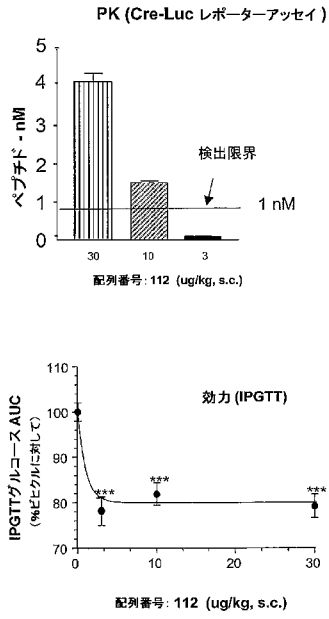 PK (Cre-Luc レポーターアッセイ)
ペプチド - nM
5
4
3
2
1
0
検出限界
1 nM
30 10 3
配列番号: 112 (ug/kg, s.c.)
効力 (IPGTT)
IPGTTグルコース AUC
(%ビヒクルに対して)
110
100
90
80
70
*** *** ***
0 10 20 30
配列番号: 112 (ug/kg, s.c.)